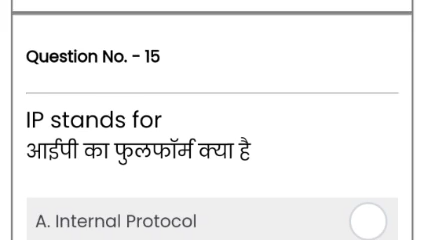 Question No. - 15
IP stands for
आईपी का फुलफॉर्म क्या है
A. Internal Protocol